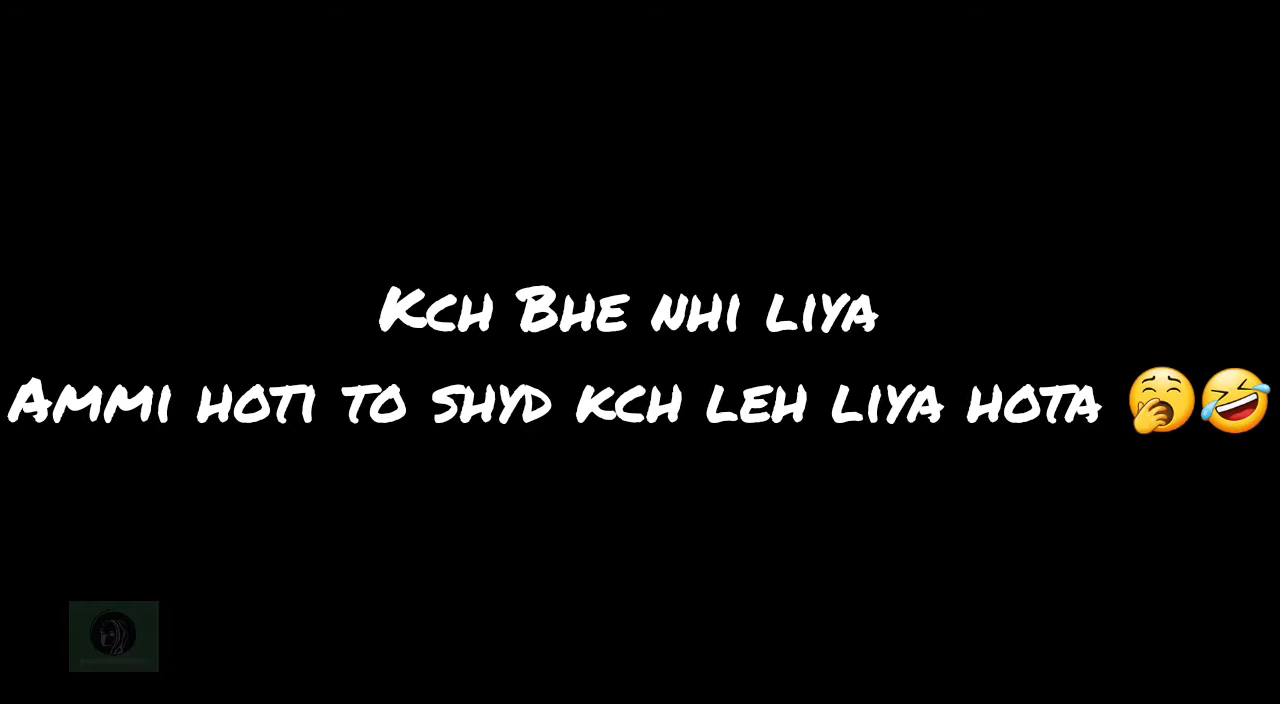 Kch Bhe nhi liya
Ammi hoti to shyd kch leh liya hota 🥱🤣